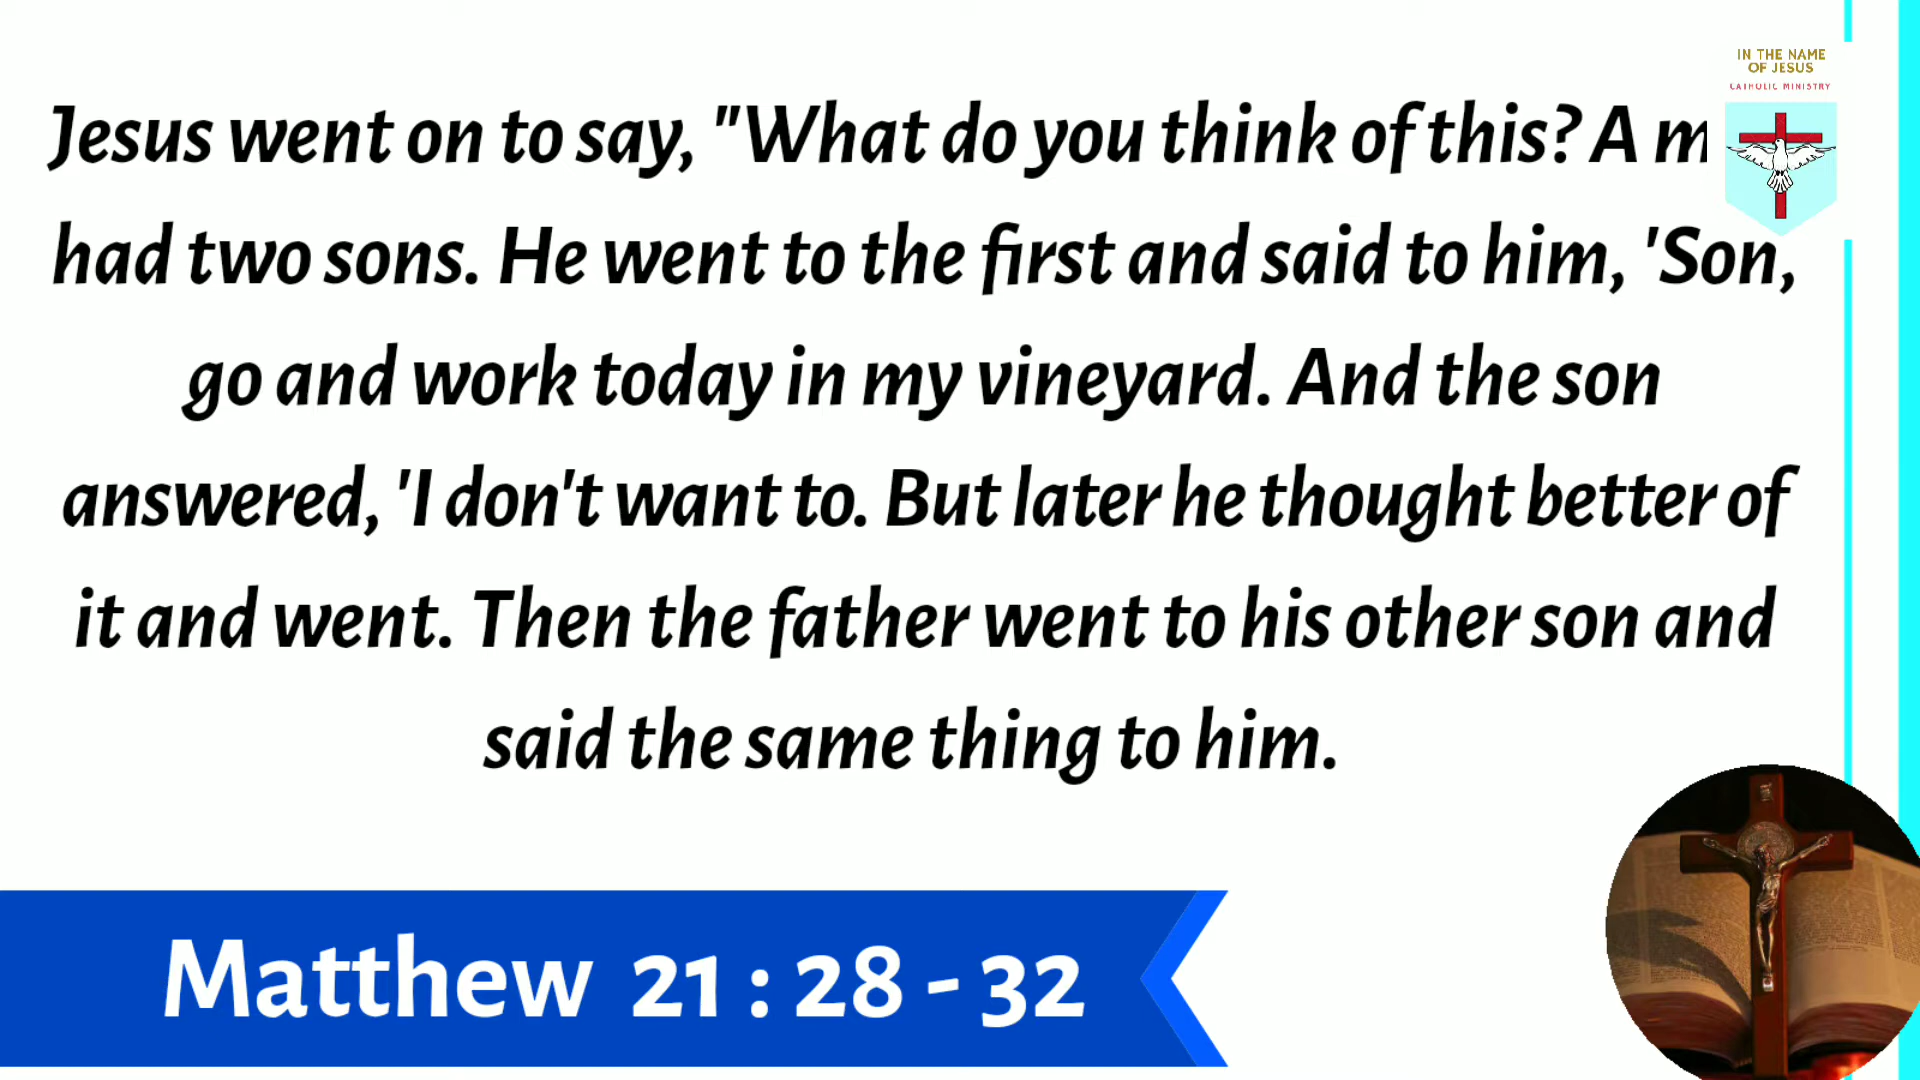 IN THE NAME
OF JESUS
CATHOLIC MINISTRY
Jesus went on to say, "What do you think of this? A m
had two sons. He went to the first and said to him, 'Son,
go and work today in my vineyard. And the son
answered, 'I don't want to. But later he thought better of
it and went. Then the father went to his other son and
said the same thing to him.
Matthew 21 : 28 - 32